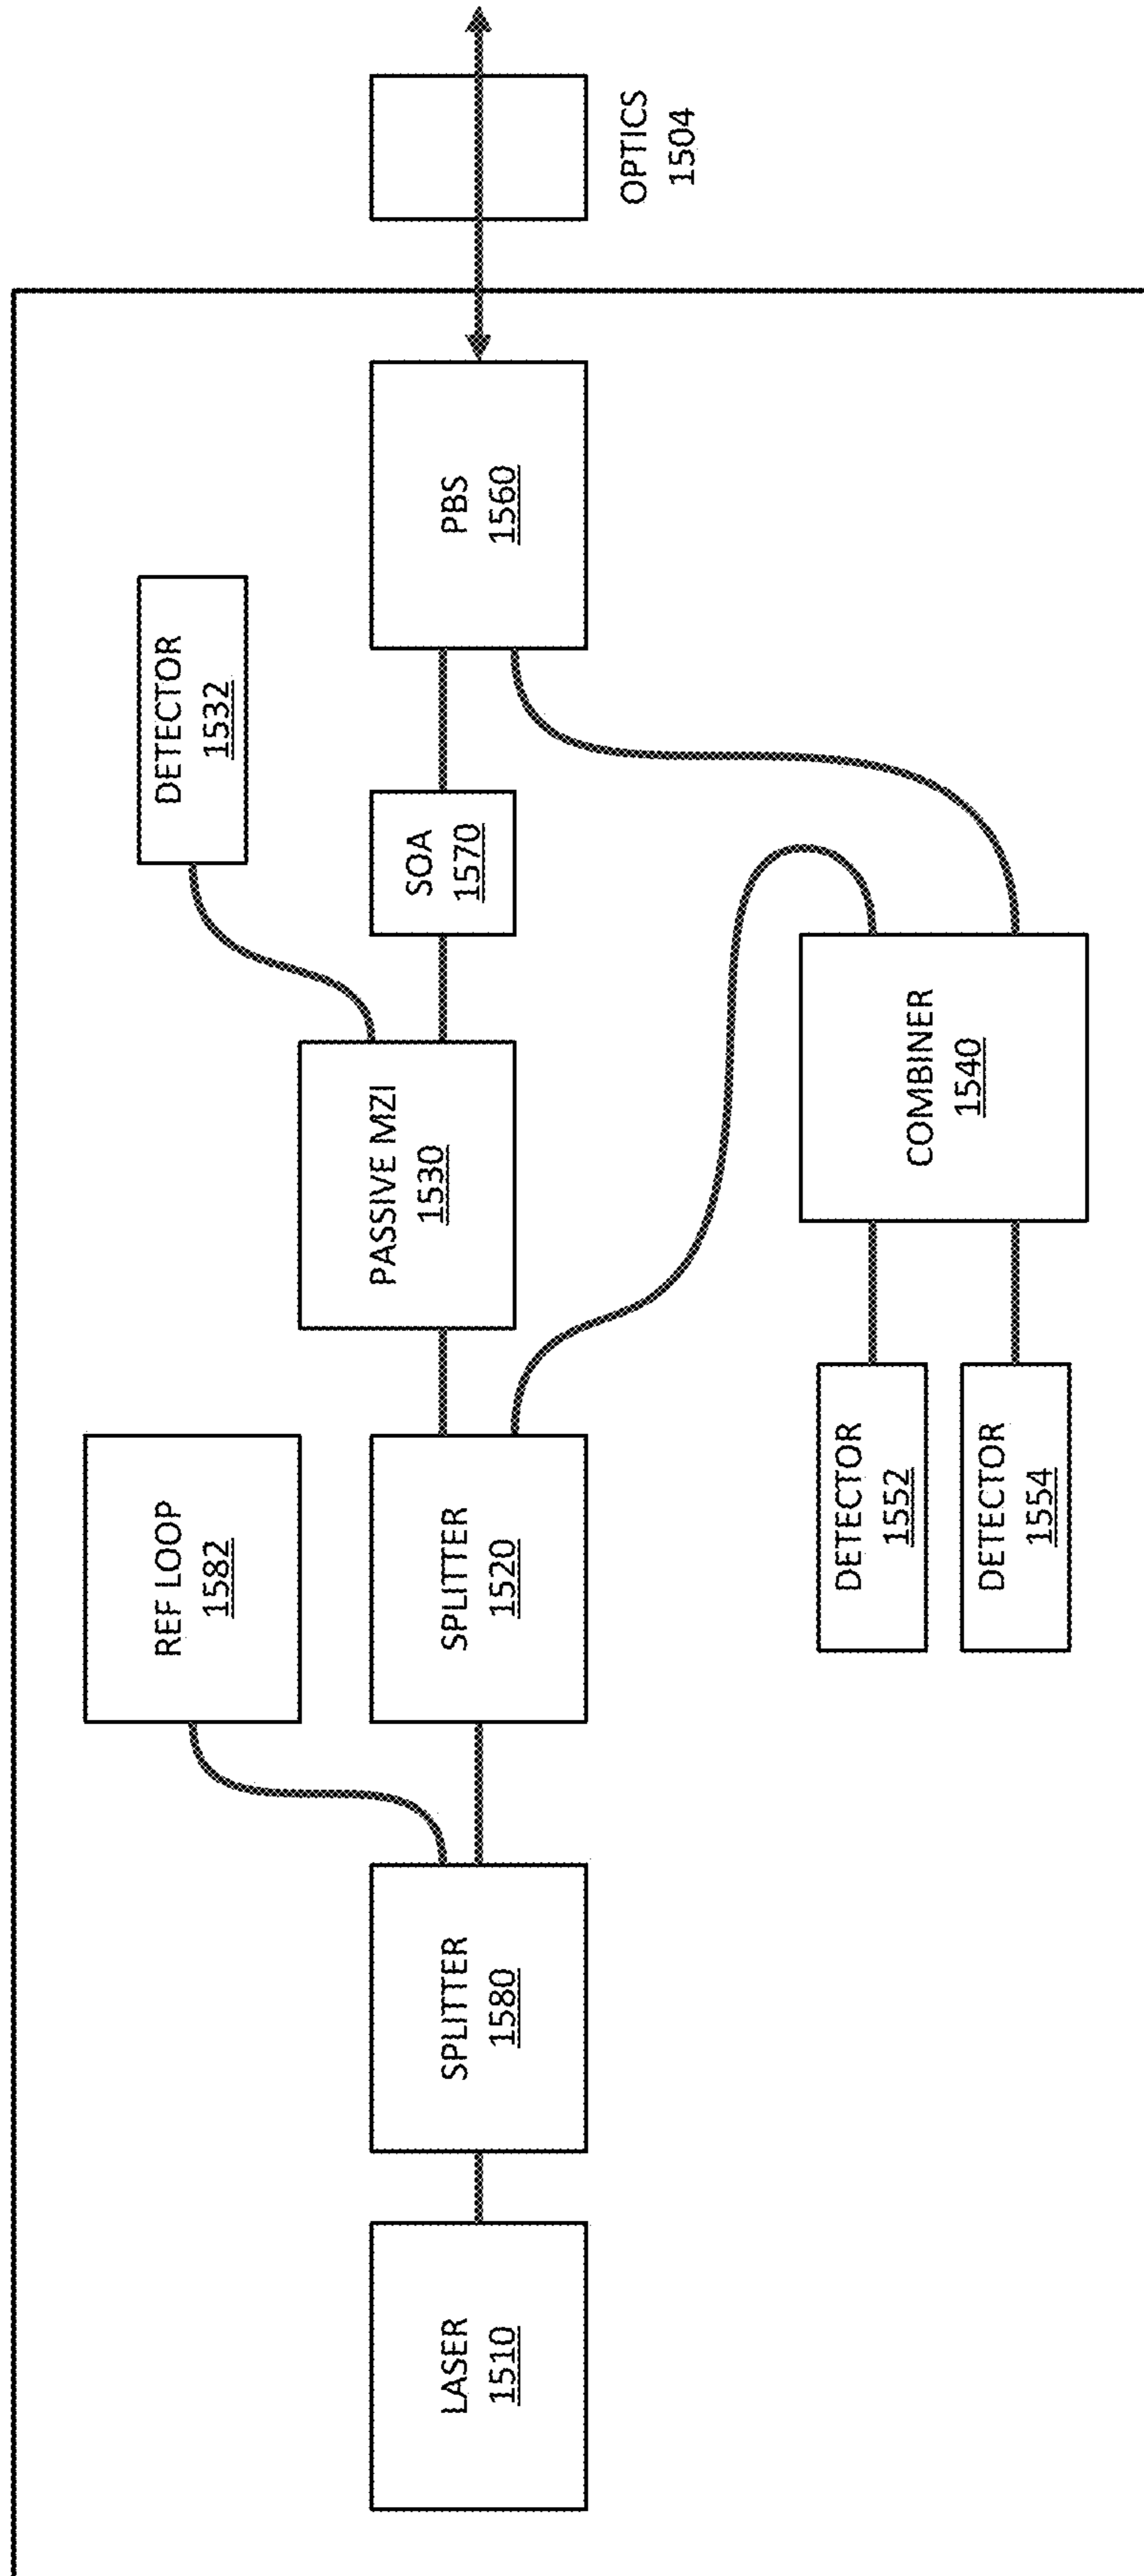 LASER
1510
SPLITTER
1580
REF LOOP
1582
SPLITTER
1520
PASSIVE MZI
1530
DETECTOR
1532
SOA
1570
PBS
1560
OPTICS
1504
DETECTOR
1552
DETECTOR
1554
COMBINER
1540